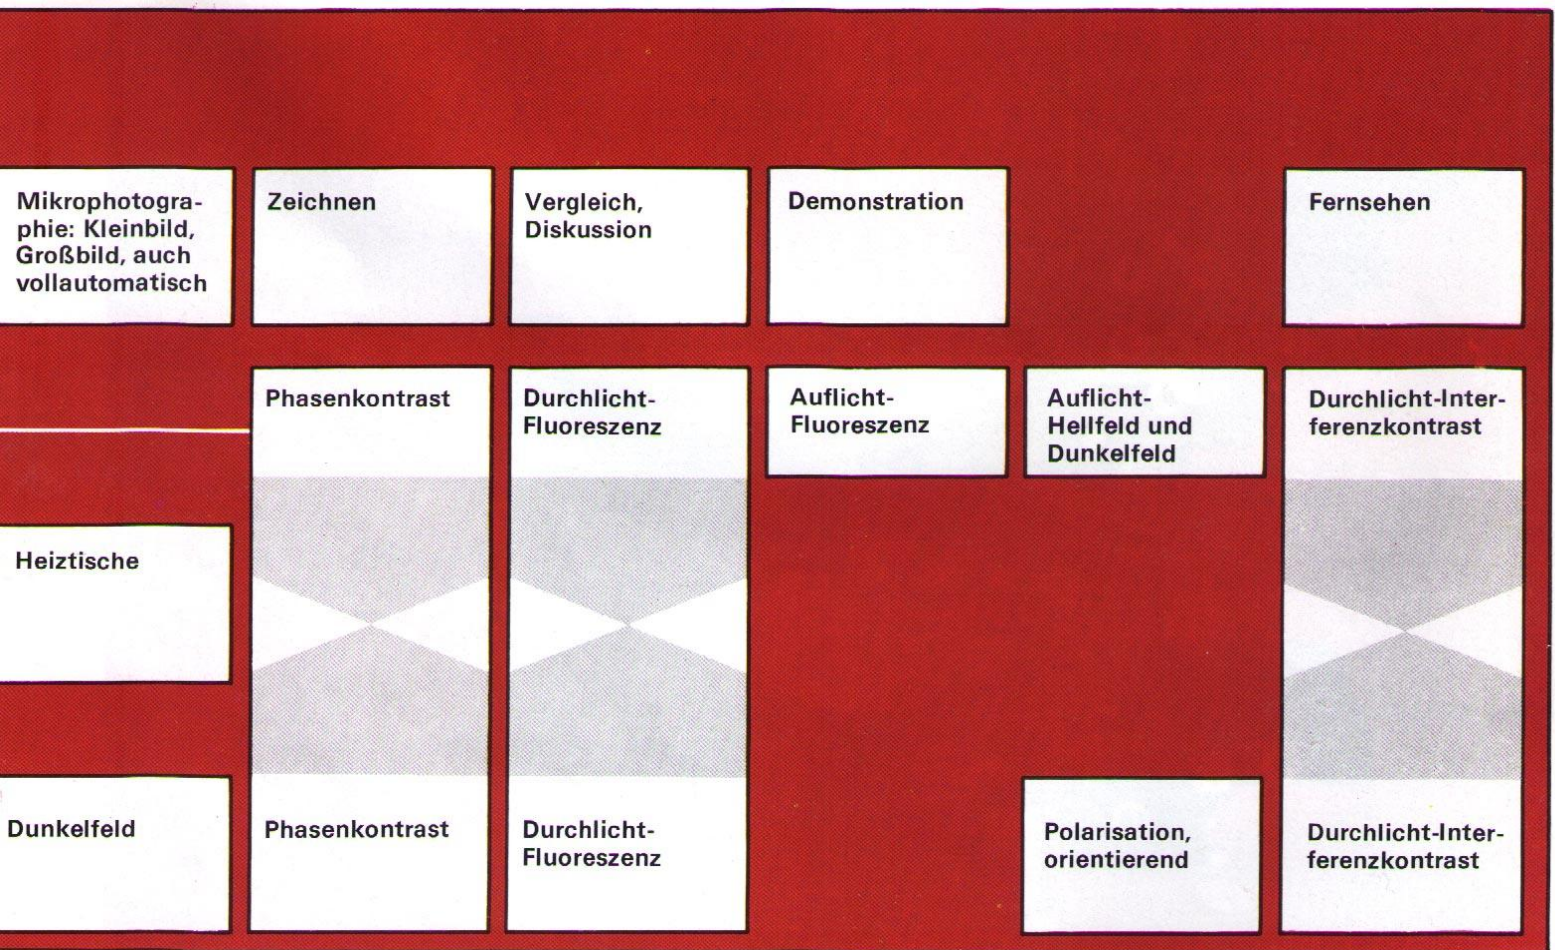 Mikrophotogra-
phie: Kleinbild,
Großbild, auch
vollautomatisch
Zeichnen
Vergleich,
Diskussion
Demonstration
Fernsehen
Phasenkontrast
Durchlicht-
Fluoreszenz
Auflicht-
Fluoreszenz
Auflicht-
Hellfeld und
Dunkelfeld
Durchlicht-Inter-
ferenzkontrast
Heiztische
Dunkelfeld
Phasenkontrast
Durchlicht-
Fluoreszenz
Polarisation,
orientierend
Durchlicht-Inter-
ferenzkontrast